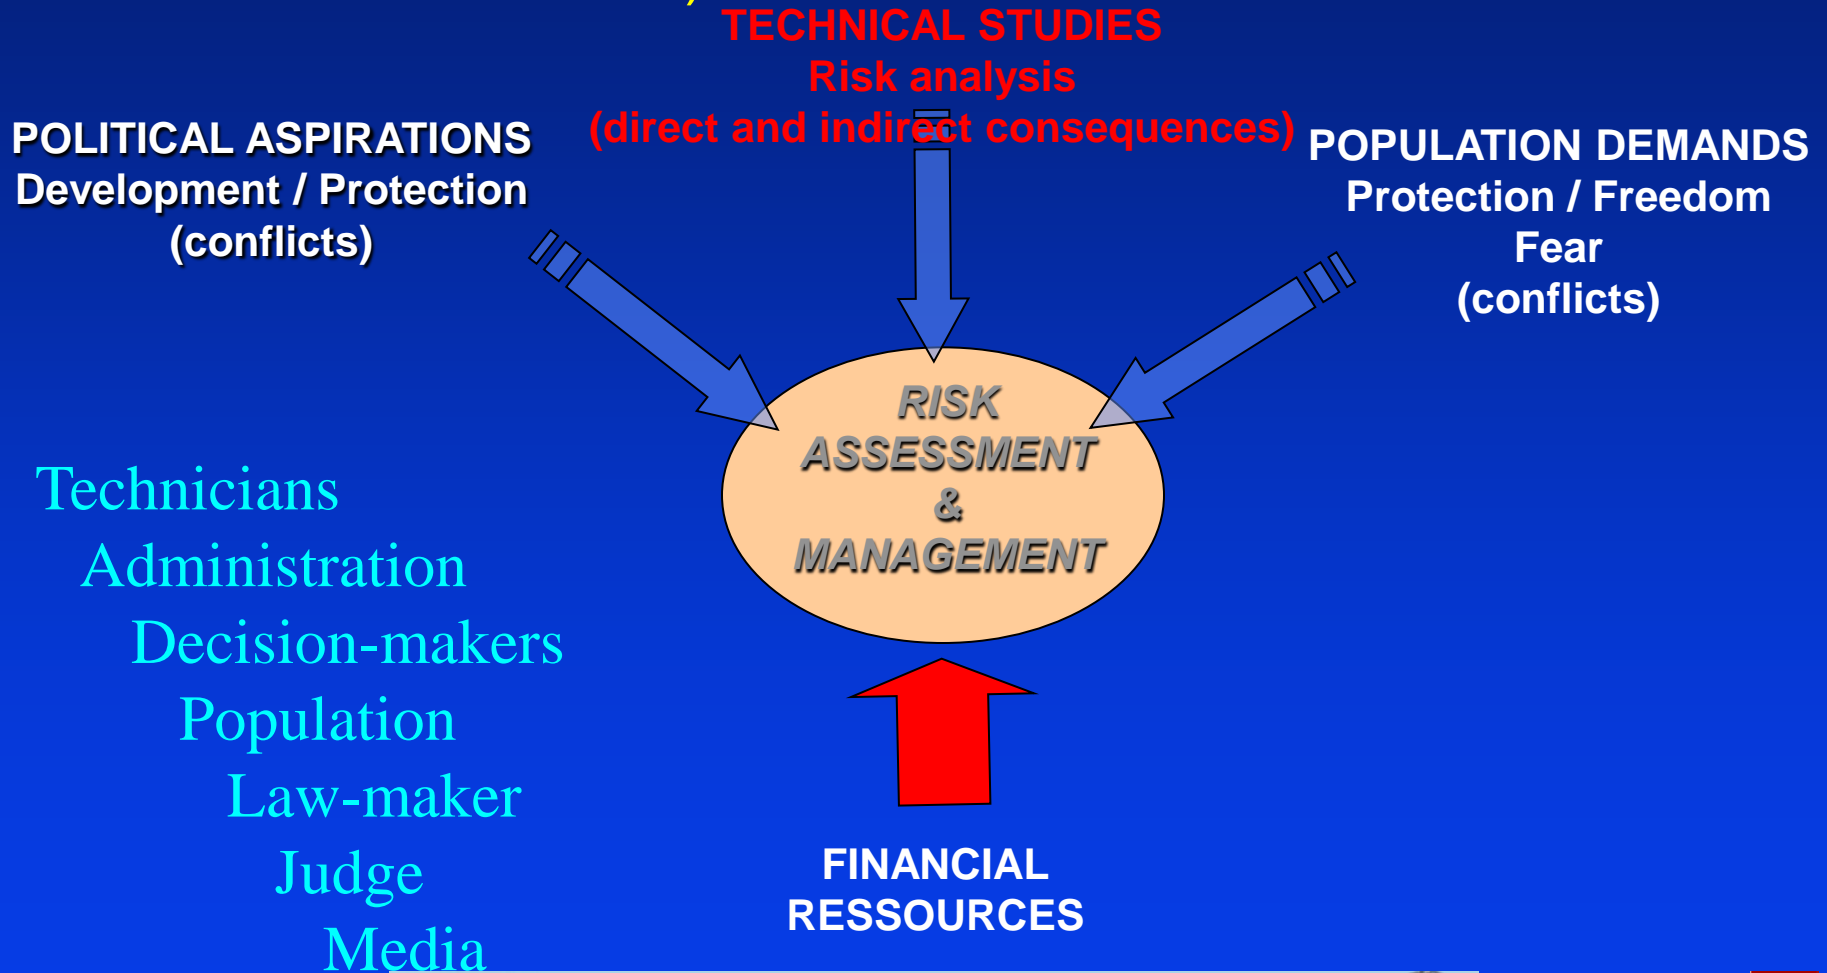 TECHNICAL STUDIES
Risk analysis
(direct and indirect consequences)
POLITICAL ASPIRATIONS
Development / Protection
(conflicts)
POPULATION DEMANDS
Protection / Freedom
Fear
(conflicts)
RISK
ASSESSMENT
&
MANAGEMENT
Technicians
Administration
Decision-makers
Population
Law-maker
Judge
Media
FINANCIAL
RESSOURCES